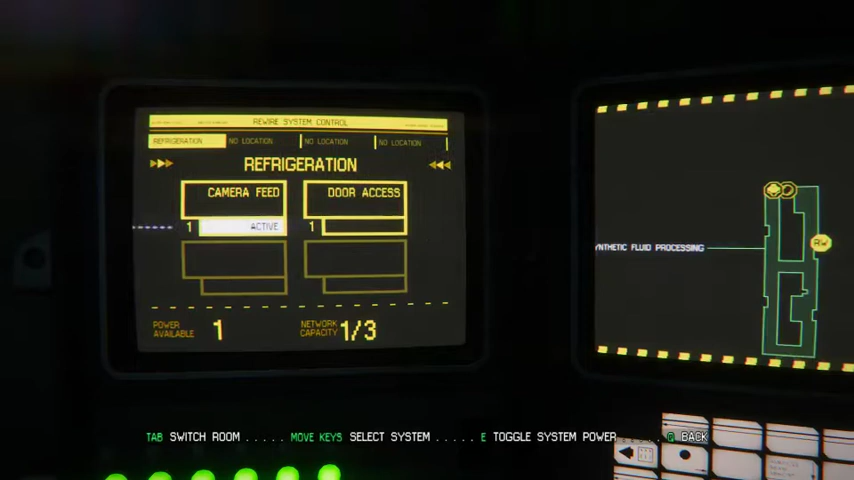 REWIRE SYSTEM CONTROL
REFRIGERATION NO LOCATION NO LOCATION NO LOCATION
REFRIGERATION
CAMERA FEED DOOR ACCESS
1 ACTIVE 1
POWER AVAILABLE 1
NETWORK CAPACITY 1/3
YNTHETIC FLUID PROCESSING
RW
TAB SWITCH ROOM ..... MOVE KEYS SELECT SYSTEM ..... E TOGGLE SYSTEM POWER ..... BACK